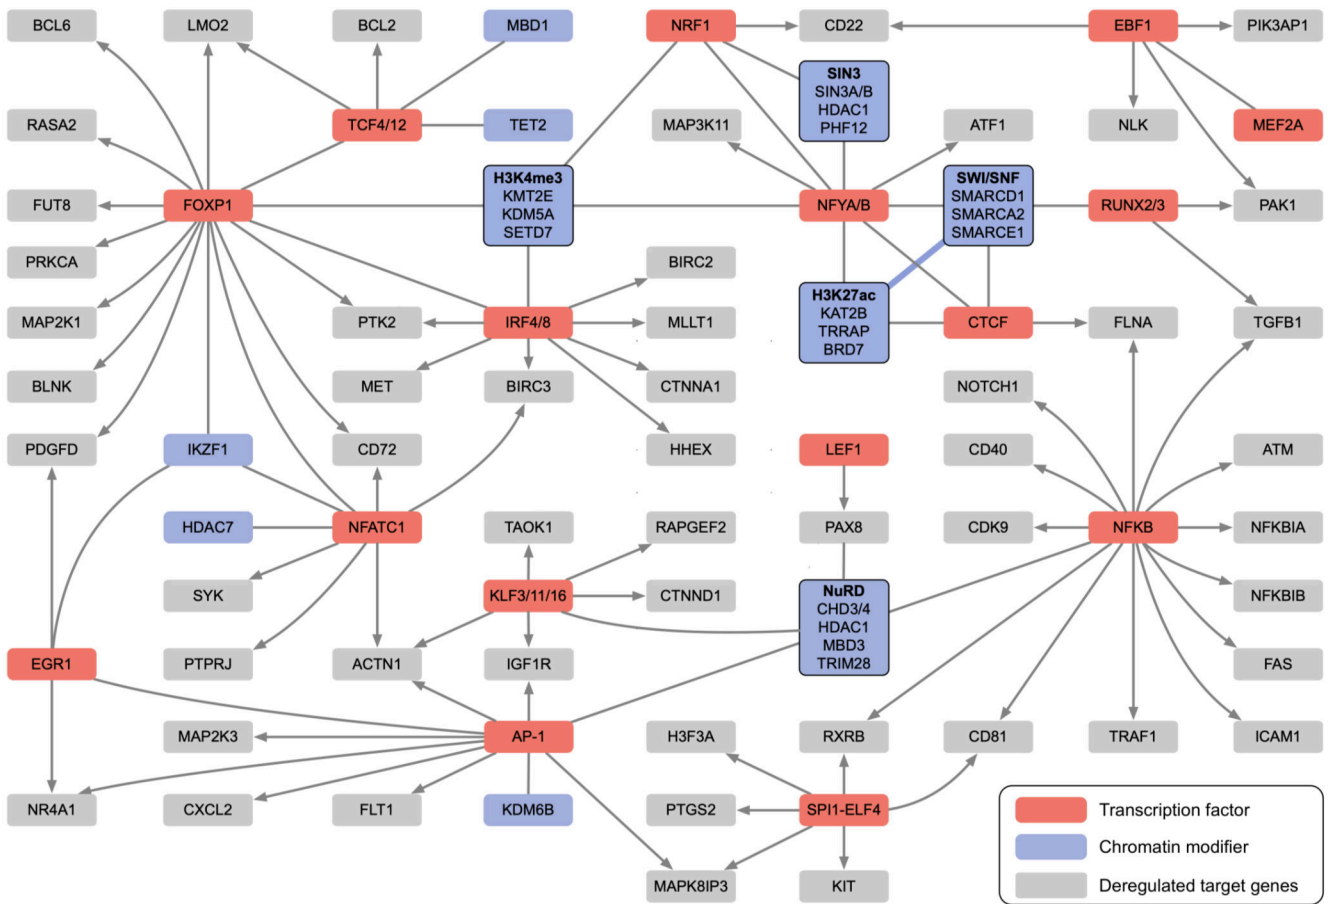 BCL6
LMO2
BCL2
MBD1
NRF1
CD22
EBF1
PIK3AP1
SIN3
SIN3A/B
HDAC1
PHF12
RASA2
TCF4/12
TET2
MAP3K11
ATF1
NLK
MEF2A
H3K4me3
KMT2E
KDM5A
SETD7
SWI/SNF
SMARCD1
SMARCA2
SMARCE1
FUT8
FOXP1
NFYA/B
RUNX2/3
PAK1
PRKCA
BIRC2
H3K27ac
KAT2B
TRRAP
BRD7
MAP2K1
PTK2
IRF4/8
MLLT1
CTCF
FLNA
TGFB1
BLNK
MET
BIRC3
CTNNA1
NOTCH1
PDGFD
IKZF1
CD72
HHEX
LEF1
CD40
ATM
HDAC7
NFATC1
TAOK1
RAPGEF2
PAX8
CDK9
NFKB
NFKBIA
SYK
KLF3/11/16
CTNND1
NuRD
CHD3/4
HDAC1
MBD3
TRIM28
NFKBIB
EGR1
PTPRJ
ACTN1
IGF1R
FAS
MAP2K3
AP-1
H3F3A
RXRB
CD81
TRAF1
ICAM1
NR4A1
CXCL2
FLT1
KDM6B
PTGS2
SPI1-ELF4
MAPK8IP3
KIT
Transcription factor
Chromatin modifier
Deregulated target genes